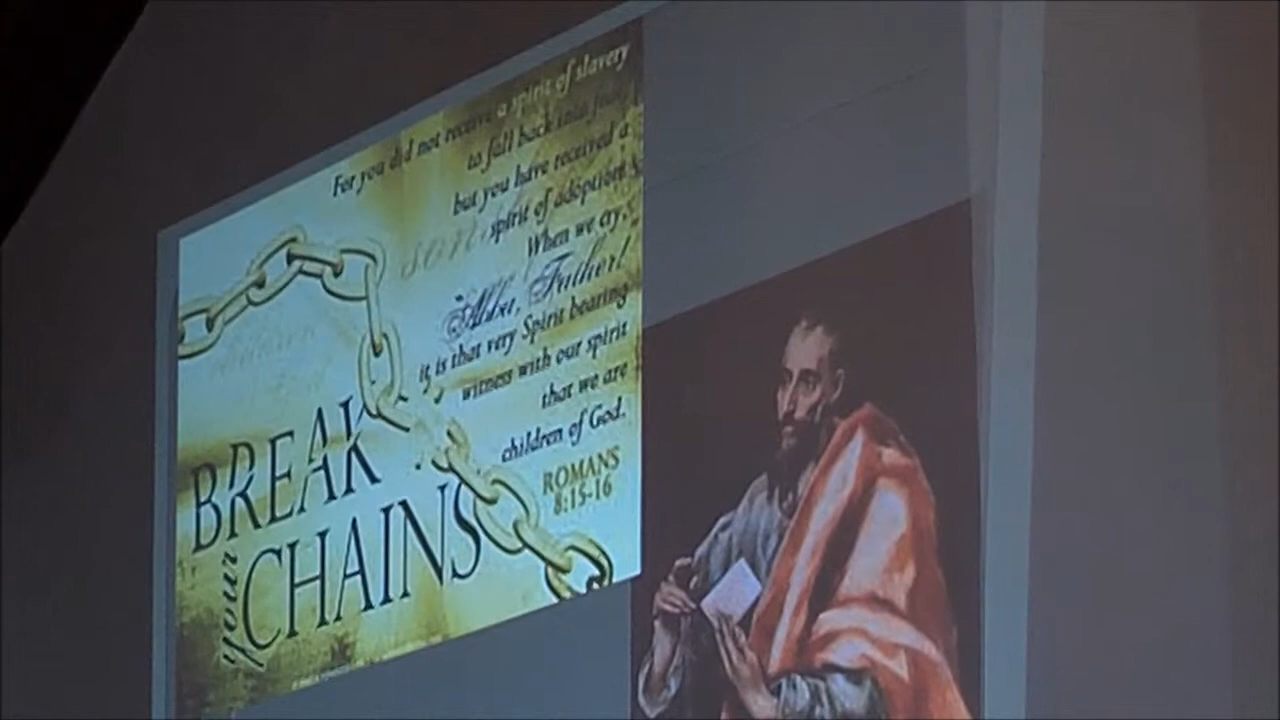 For you did not receive a spirit of slavery
to fall back into fear,
but you have received a
spirit of adoption.
When we cry,
"Abba, Father!"
it is that very Spirit bearing
witness with our spirit
that we are
children of God.
ROMANS
8:15-16
BREAK
your
CHAINS